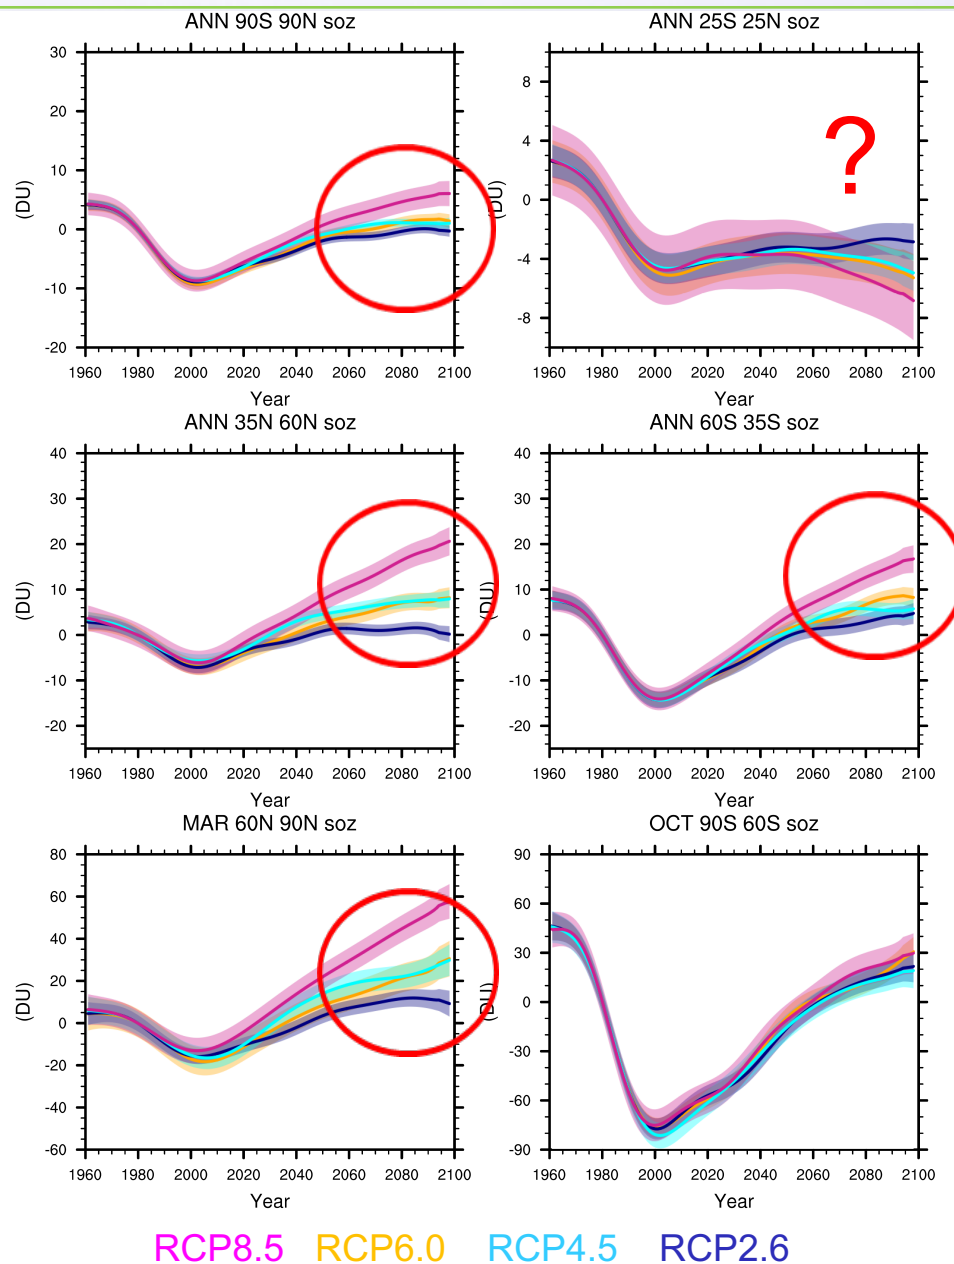 ANN 90S 90N soz
30
20
10
0
-10
-20
(DU)
1960 1980 2000 2020 2040 2060 2080 2100
Year
ANN 25S 25N soz
8
4
0
-4
-8
(DU)
?
1960 1980 2000 2020 2040 2060 2080 2100
Year
ANN 35N 60N soz
40
30
20
10
0
-10
-20
(DU)
1960 1980 2000 2020 2040 2060 2080 2100
Year
ANN 60S 35S soz
40
30
20
10
0
-10
-20
(DU)
1960 1980 2000 2020 2040 2060 2080 2100
Year
MAR 60N 90N soz
80
60
40
20
0
-20
-40
-60
(DU)
1960 1980 2000 2020 2040 2060 2080 2100
Year
OCT 90S 60S soz
90
60
30
0
-30
-60
-90
(DU)
1960 1980 2000 2020 2040 2060 2080 2100
Year
RCP8.5 RCP6.0 RCP4.5 RCP2.6